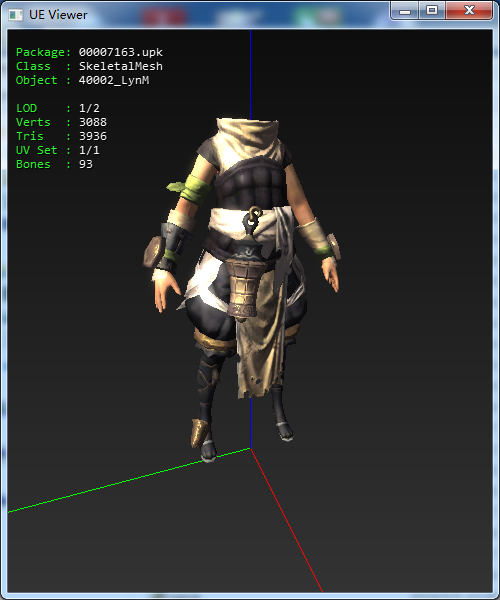 UE Viewer
Package: 00007163.upk
Class : SkeletalMesh
Object : 40002_LynM
LOD : 1/2
Verts : 3088
Tris : 3936
UV Set : 1/1
Bones : 93